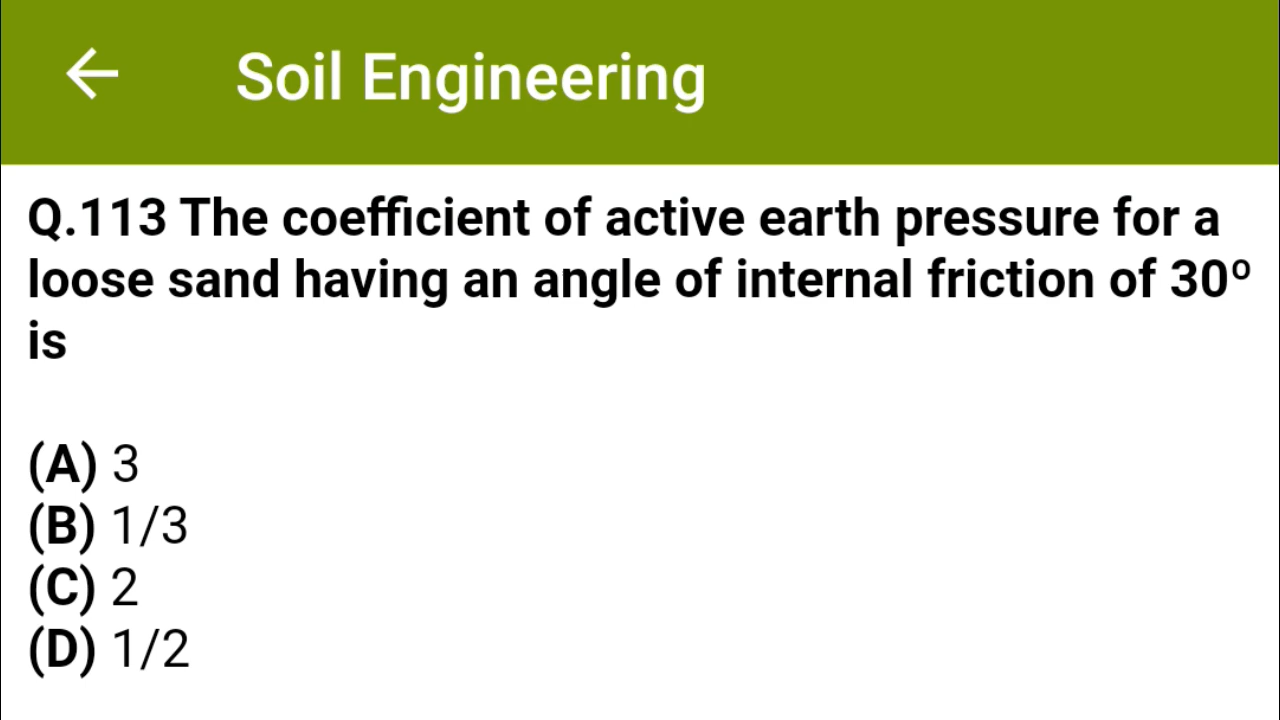 Soil Engineering
Q.113 The coefficient of active earth pressure for a
loose sand having an angle of internal friction of 30º
is
(A) 3
(B) 1/3
(C) 2
(D) 1/2